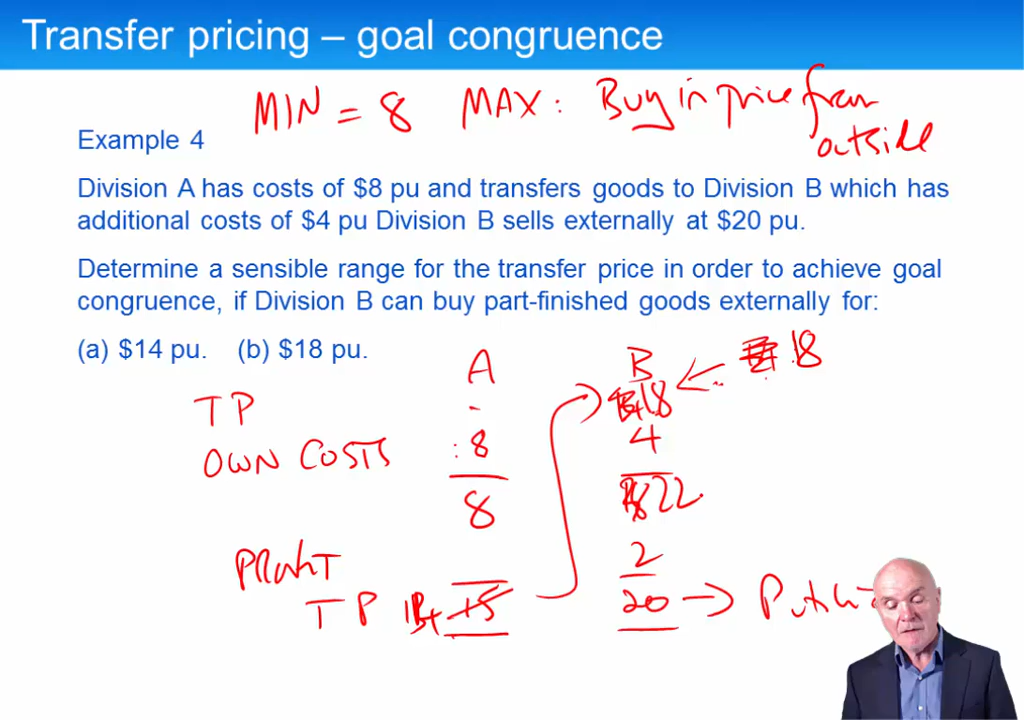 Transfer pricing – goal congruence
MIN = 8 MAX: Buy in price from
outside
Example 4
Division A has costs of $8 pu and transfers goods to Division B which has
additional costs of $4 pu Division B sells externally at $20 pu.
Determine a sensible range for the transfer price in order to achieve goal
congruence, if Division B can buy part-finished goods externally for:
(a) $14 pu. (b) $18 pu.
A B 18
TP - 18
OWN COSTS 8 4
8 22
PROFIT 2
TP 15 20